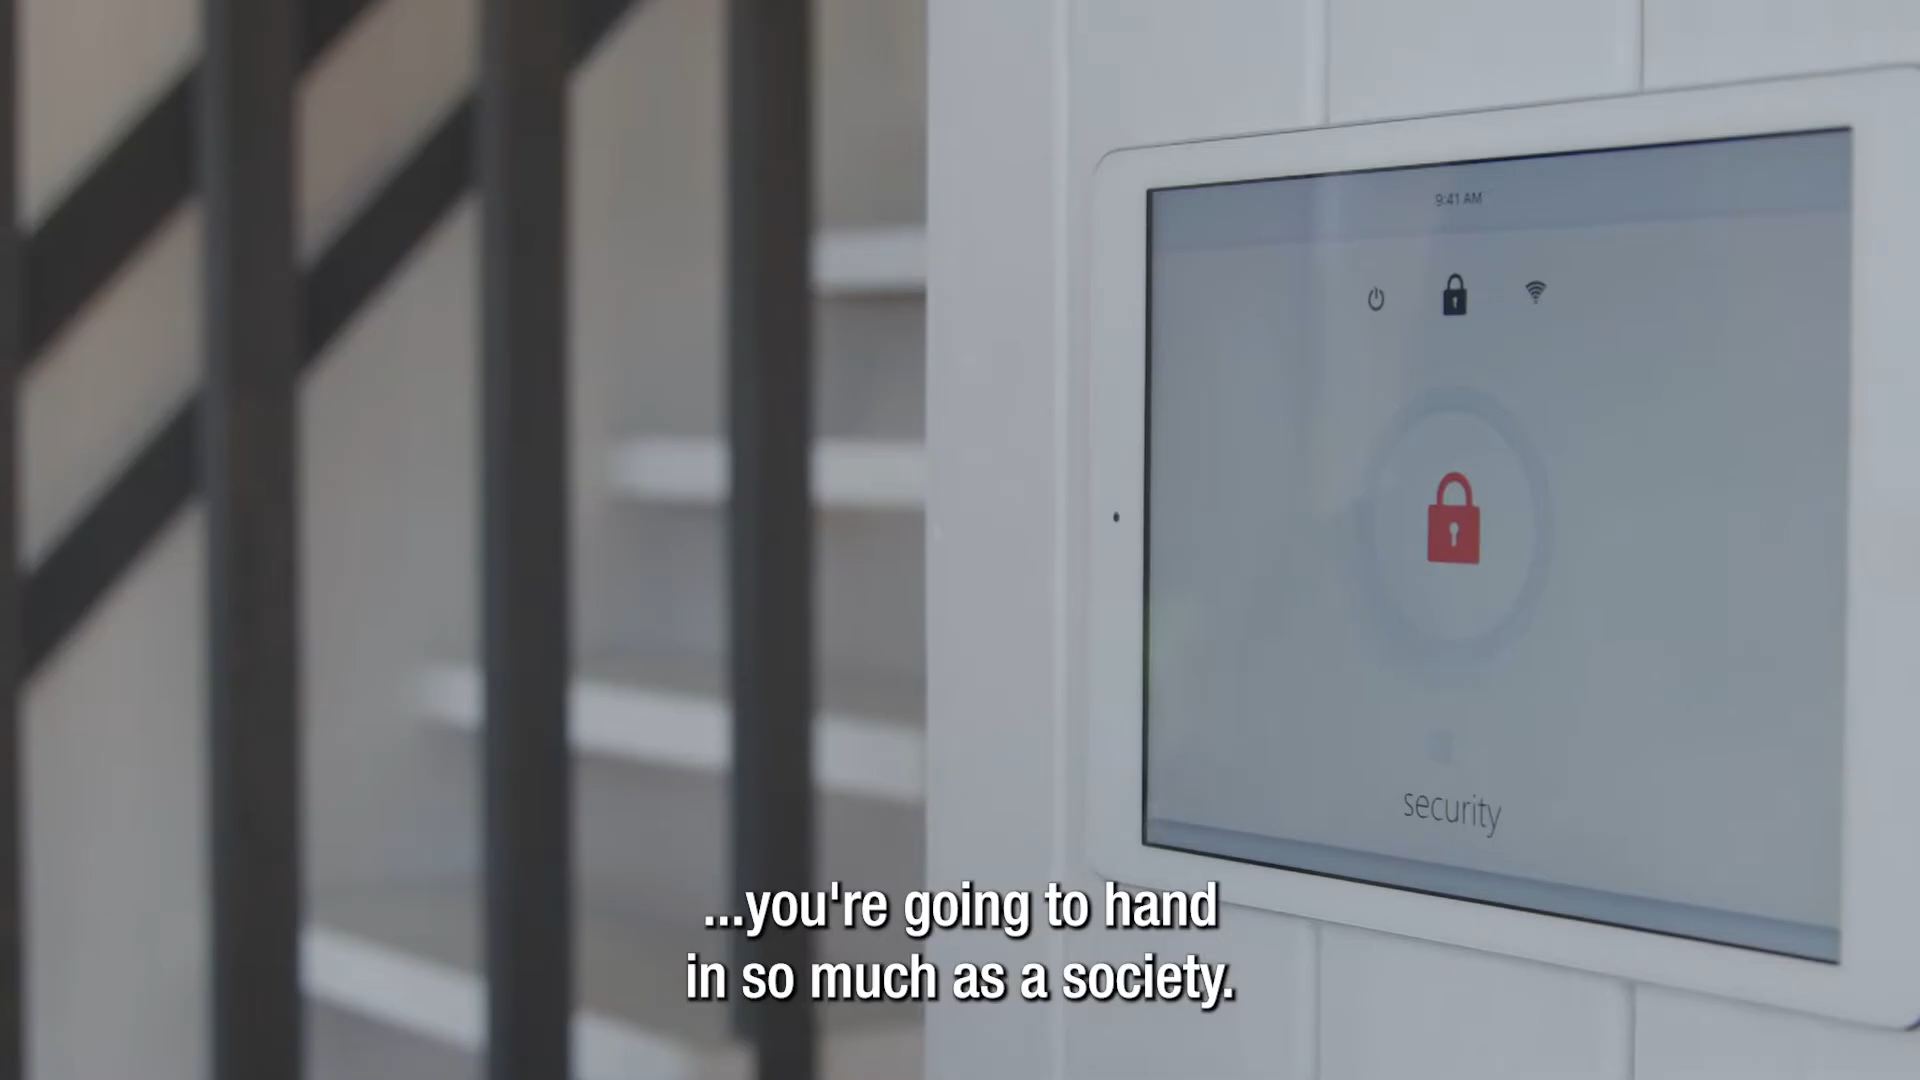 9:41 AM
security
...you're going to hand
in so much as a society.